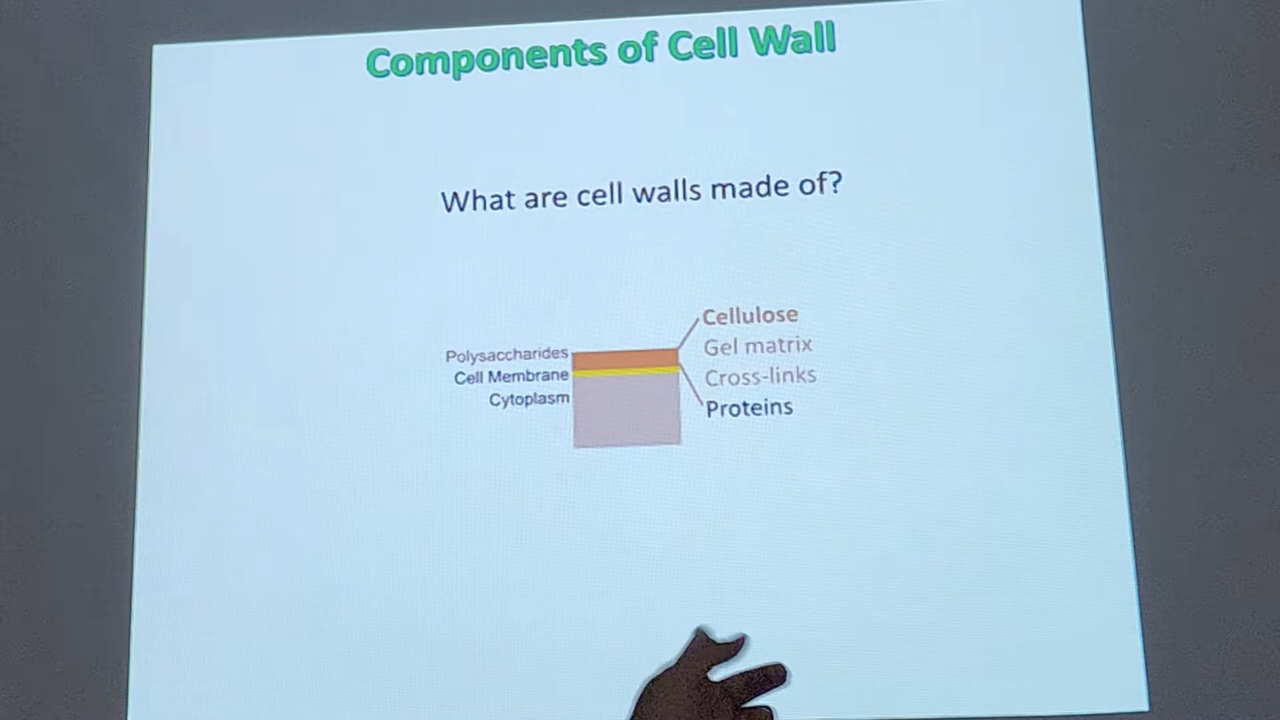 Components of Cell Wall
What are cell walls made of?
Polysaccharides
Cell Membrane
Cytoplasm
Cellulose
Gel matrix
Cross-links
Proteins